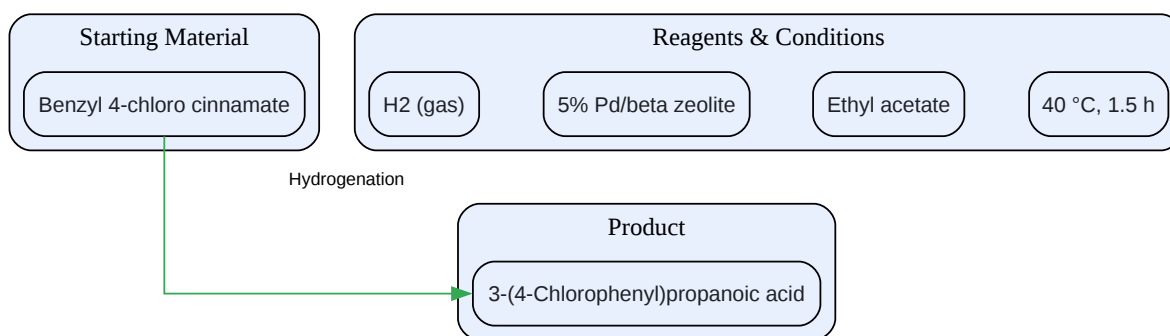 Starting Material
Benzyl 4-chloro cinnamate
Reagents & Conditions
H2 (gas)
5% Pd/beta zeolite
Ethyl acetate
40 °C, 1.5 h
Hydrogenation
Product
3-(4-Chlorophenyl)propanoic acid